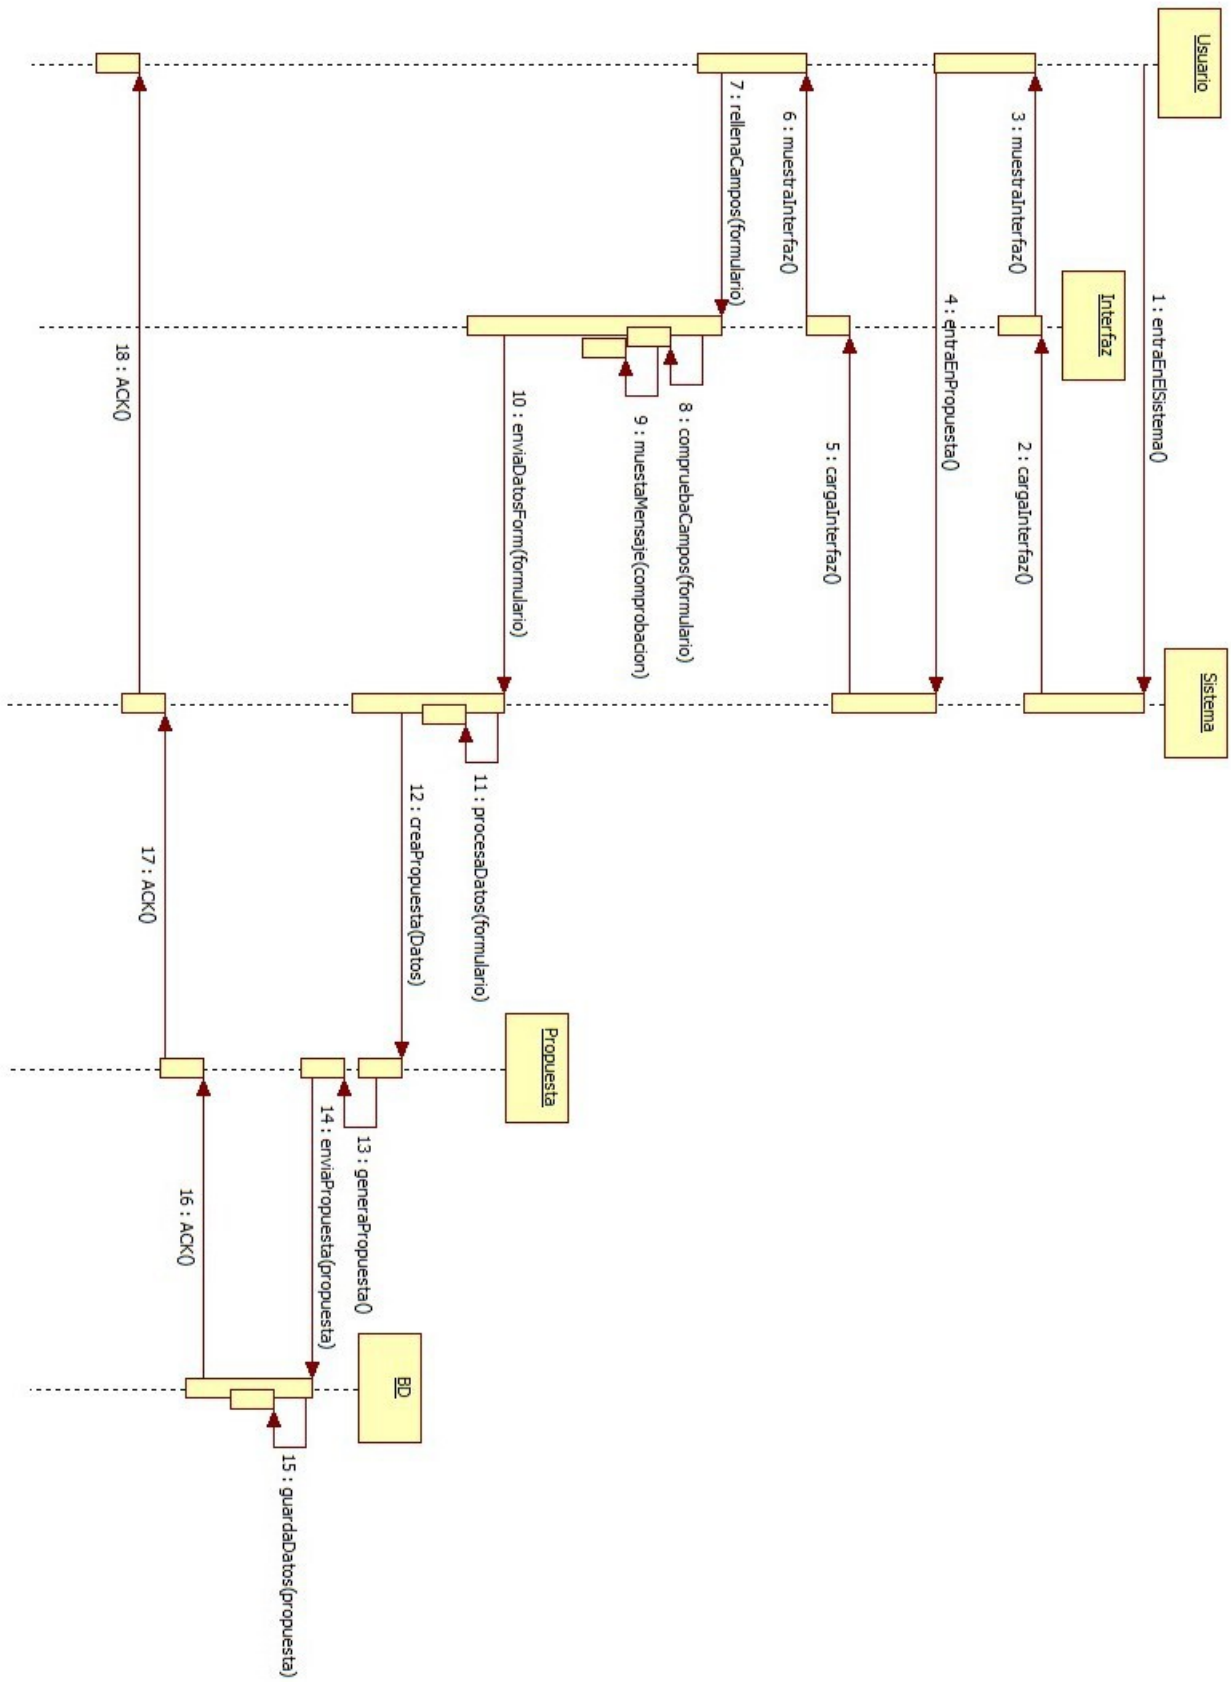 Usuario
Interfaz
Sistema
Propuesta
BD
1 : entraEnElSistema()
2 : cargaInterfaz()
3 : muestraInterfaz()
4 : entraEnPropuesta()
5 : cargaInterfaz()
6 : muestraInterfaz()
7 : rellenaCampos(formulario)
8 : compruebaCampos(formulario)
9 : muestaMensaje(comprobacion)
10 : enviaDatosForm(formulario)
11 : procesaDatos(formulario)
12 : creaPropuesta(Datos)
13 : generaPropuesta()
14 : enviaPropuesta(propuesta)
15 : guardaDatos(propuesta)
16 : ACK()
17 : ACK()
18 : ACK()